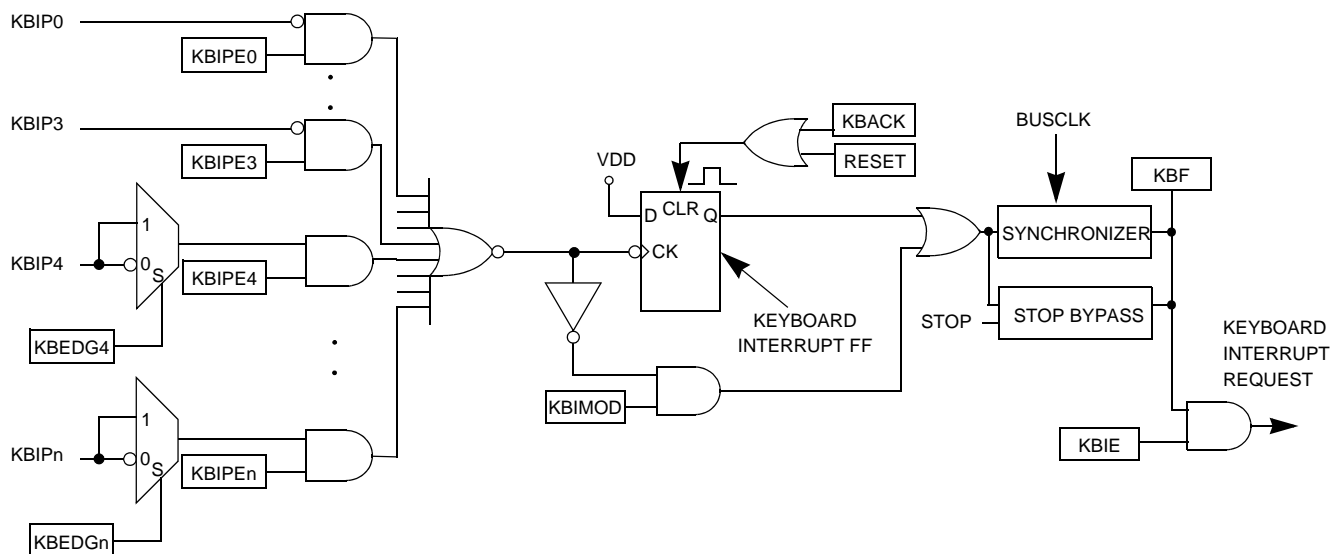 KBIP0
KBIPE0
KBIP3
KBIPE3
1
KBIP4
0
S
KBIPE4
KBEDG4
1
KBIPn
0
S
KBIPEn
KBEDGn
VDD
D
CLR
Q
CK
KBACK
RESET
KEYBOARD
INTERRUPT FF
KBIMOD
BUSCLK
KBF
SYNCHRONIZER
STOP
STOP BYPASS
KEYBOARD
INTERRUPT
REQUEST
KBIE